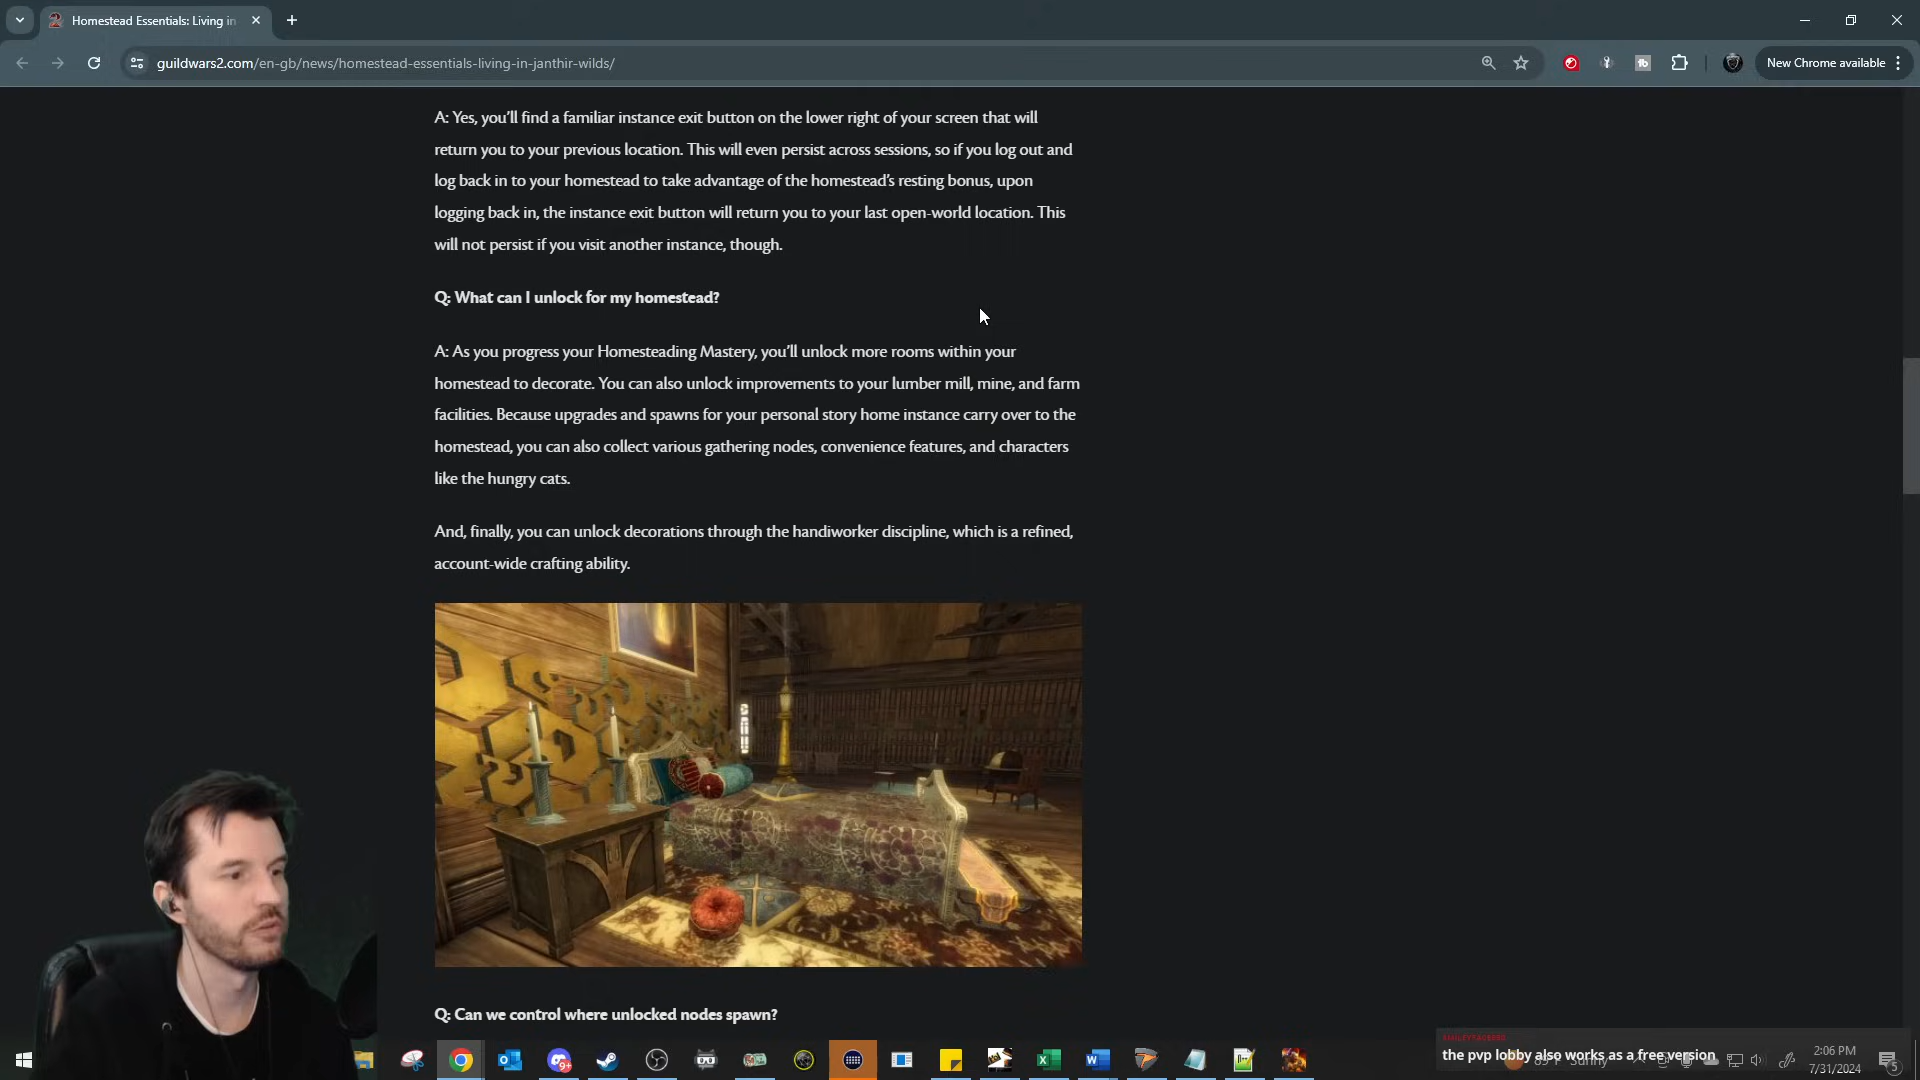 Homestead Essentials: Living in
guildwars2.com/en-gb/news/homestead-essentials-living-in-janthir-wilds/
New Chrome available
A: Yes, you'll find a familiar instance exit button on the lower right of your screen that will
return you to your previous location. This will even persist across sessions, so if you log out and
log back in to your homestead to take advantage of the homestead's resting bonus, upon
logging back in, the instance exit button will return you to your last open-world location. This
will not persist if you visit another instance, though.
Q: What can I unlock for my homestead?
A: As you progress your Homesteading Mastery, you'll unlock more rooms within your
homestead to decorate. You can also unlock improvements to your lumber mill, mine, and farm
facilities. Because upgrades and spawns for your personal story home instance carry over to the
homestead, you can also collect various gathering nodes, convenience features, and characters
like the hungry cats.
And, finally, you can unlock decorations through the handiworker discipline, which is a refined,
account-wide crafting ability.
Q: Can we control where unlocked nodes spawn?
the pvp lobby also works as a free version
2:06 PM
7/31/2024